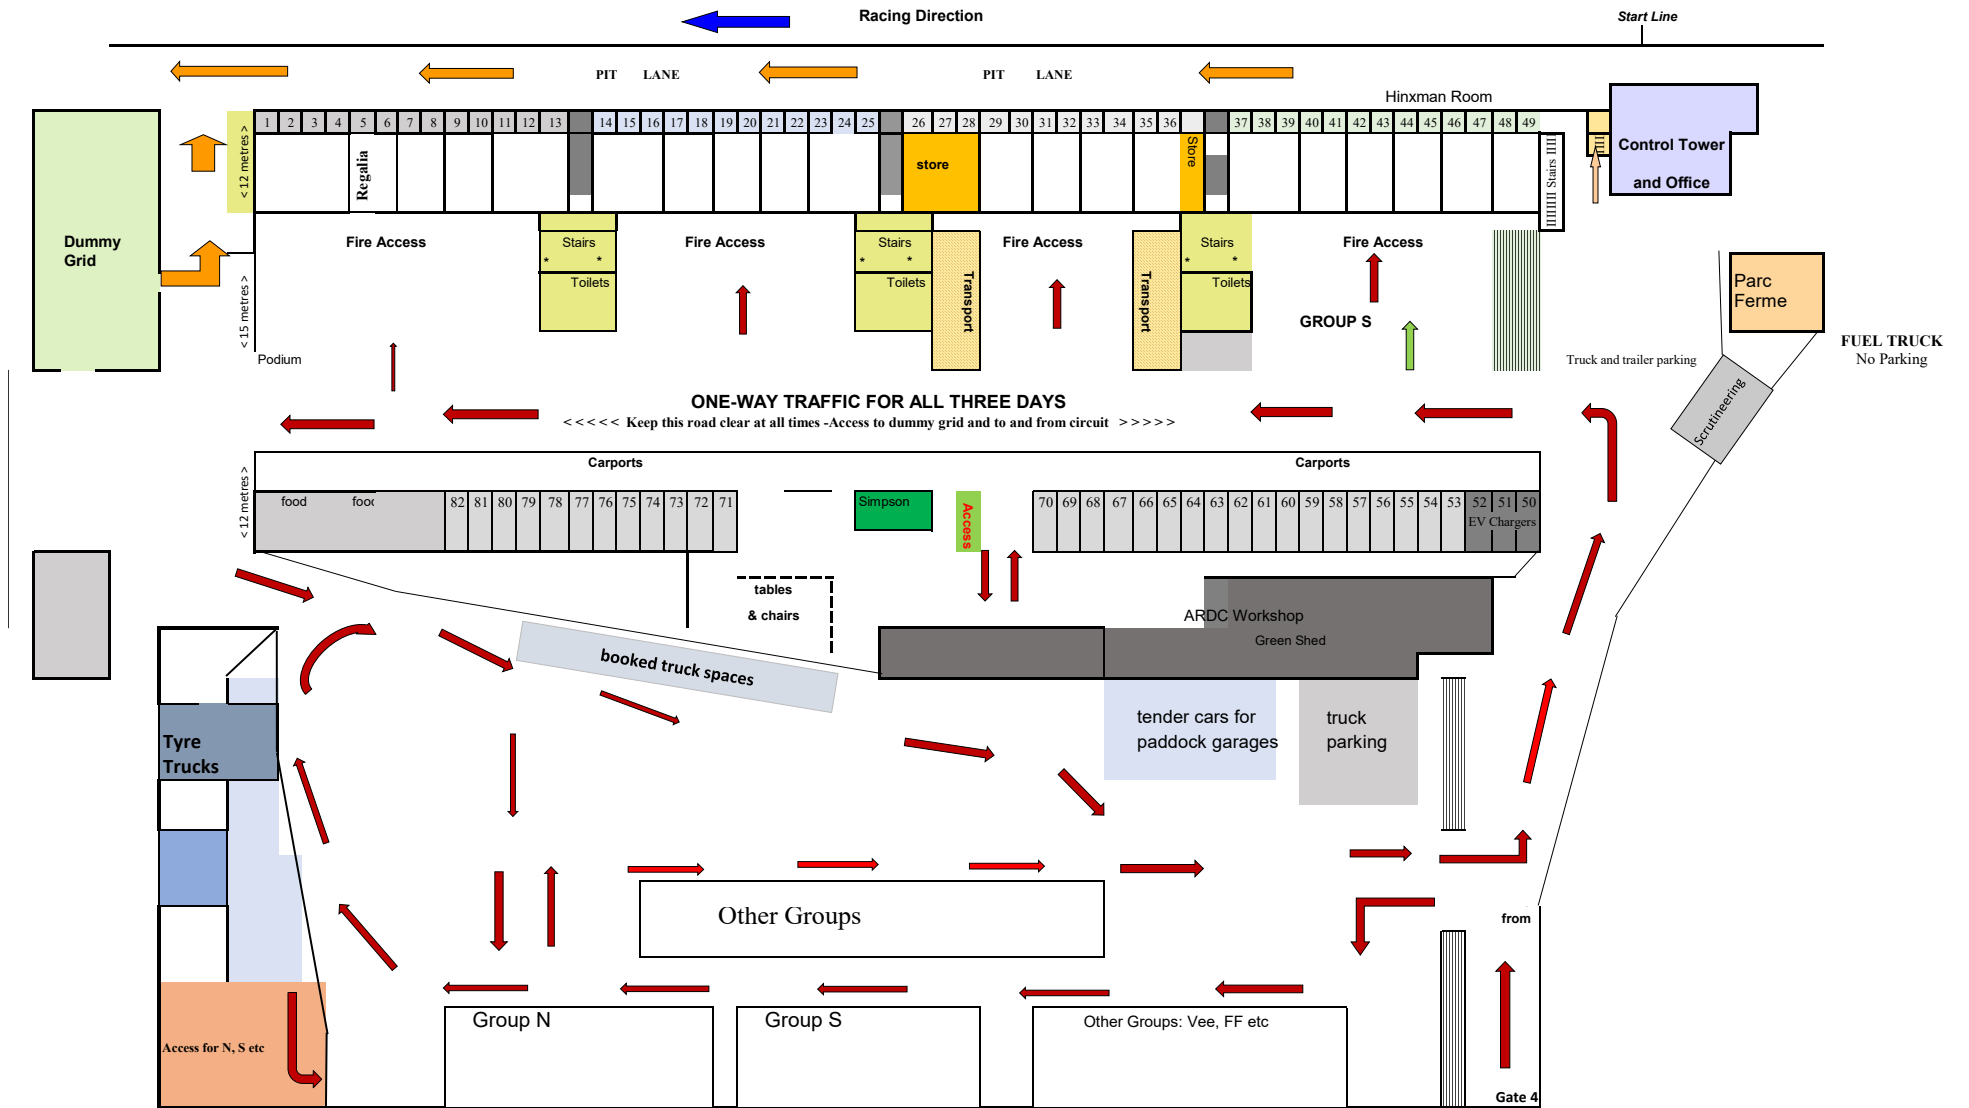 Racing Direction
Start Line
PIT LANE
PIT LANE
Hinxman Room
1 2 3 4 5 6 7 8 9 10 11 12 13
14 15 16 17 18 19 20 21 22 23 24 25
26 27 28 29 30 31 32 33 34 35 36
37 38 39 40 41 42 43 44 45 46 47 48 49
< 12 metres >
Regalia
store
Store
IIIIIIII Stairs IIII
IIII
Control Tower
and Office
Dummy
Grid
Fire Access
Stairs
* *
Toilets
Fire Access
Stairs
* *
Toilets
Transport
Fire Access
Transport
Stairs
* *
Toilets
Fire Access
GROUP S
< 15 metres >
Podium
Parc
Ferme
FUEL TRUCK
No Parking
Truck and trailer parking
Scrutineering
ONE-WAY TRAFFIC FOR ALL THREE DAYS
< < < < < Keep this road clear at all times -Access to dummy grid and to and from circuit > > > > >
Carports
Carports
< 12 metres >
food food
82 81 80 79 78 77 76 75 74 73 72 71
Simpson
Access
70 69 68 67 66 65 64 63 62 61 60 59 58 57 56 55 54 53 52 51 50
EV Chargers
tables
& chairs
ARDC Workshop
Green Shed
booked truck spaces
tender cars for
paddock garages
truck
parking
Tyre
Trucks
Other Groups
from
Group N
Group S
Other Groups: Vee, FF etc
Access for N, S etc
Gate 4